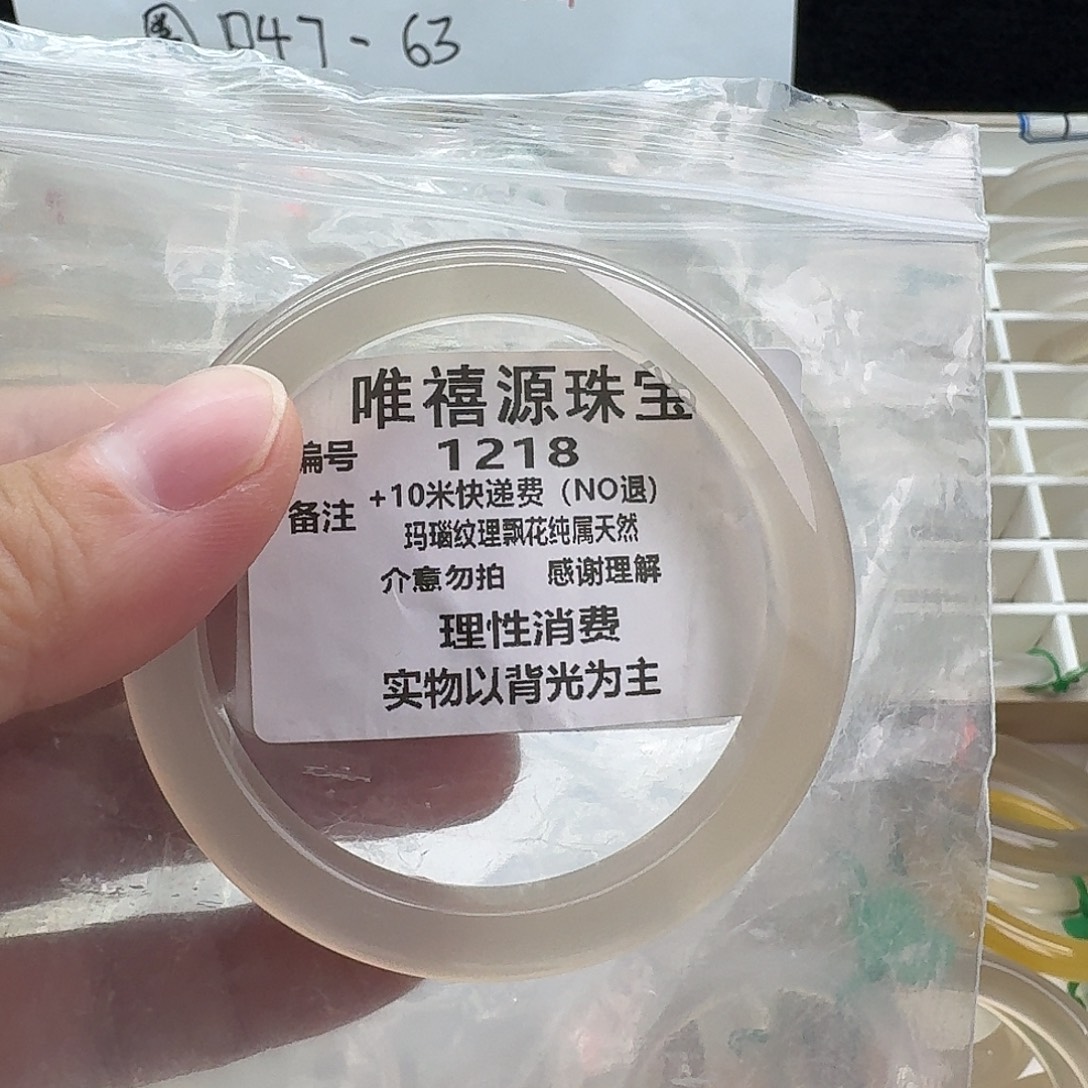 圆 047-63
唯禧源珠宝
编号 1218
备注 +10米快递费（NO退）
玛瑙纹理飘花纯属天然
介意勿拍 感谢理解
理性消费
实物以背光为主